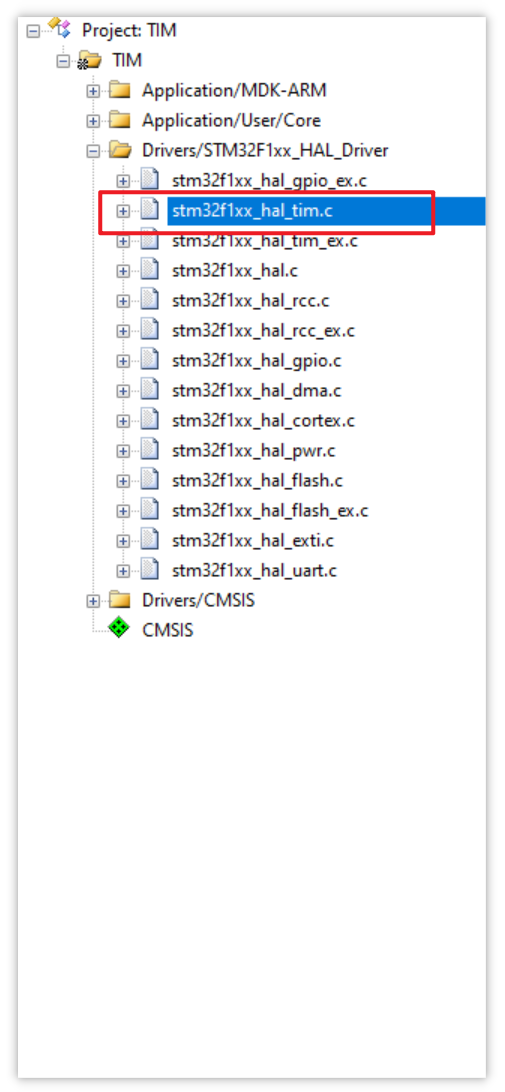 Project: TIM
TIM
Application/MDK-ARM
Application/User/Core
Drivers/STM32F1xx_HAL_Driver
stm32f1xx_hal_gpio_ex.c
stm32f1xx_hal_tim.c
stm32f1xx_hal_tim_ex.c
stm32f1xx_hal.c
stm32f1xx_hal_rcc.c
stm32f1xx_hal_rcc_ex.c
stm32f1xx_hal_gpio.c
stm32f1xx_hal_dma.c
stm32f1xx_hal_cortex.c
stm32f1xx_hal_pwr.c
stm32f1xx_hal_flash.c
stm32f1xx_hal_flash_ex.c
stm32f1xx_hal_exti.c
stm32f1xx_hal_uart.c
Drivers/CMSIS
CMSIS